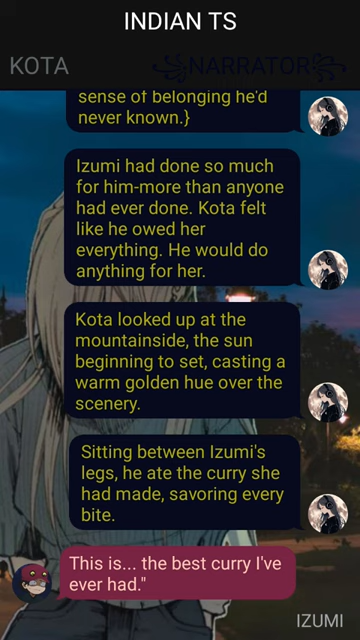 INDIAN TS
KOTA
NARRATOR
sense of belonging he'd
never known.}
Izumi had done so much
for him-more than anyone
had ever done. Kota felt
like he owed her
everything. He would do
anything for her.
Kota looked up at the
mountainside, the sun
beginning to set, casting a
warm golden hue over the
scenery.
Sitting between Izumi's
legs, he ate the curry she
had made, savoring every
bite.
This is... the best curry I've
ever had."
IZUMI